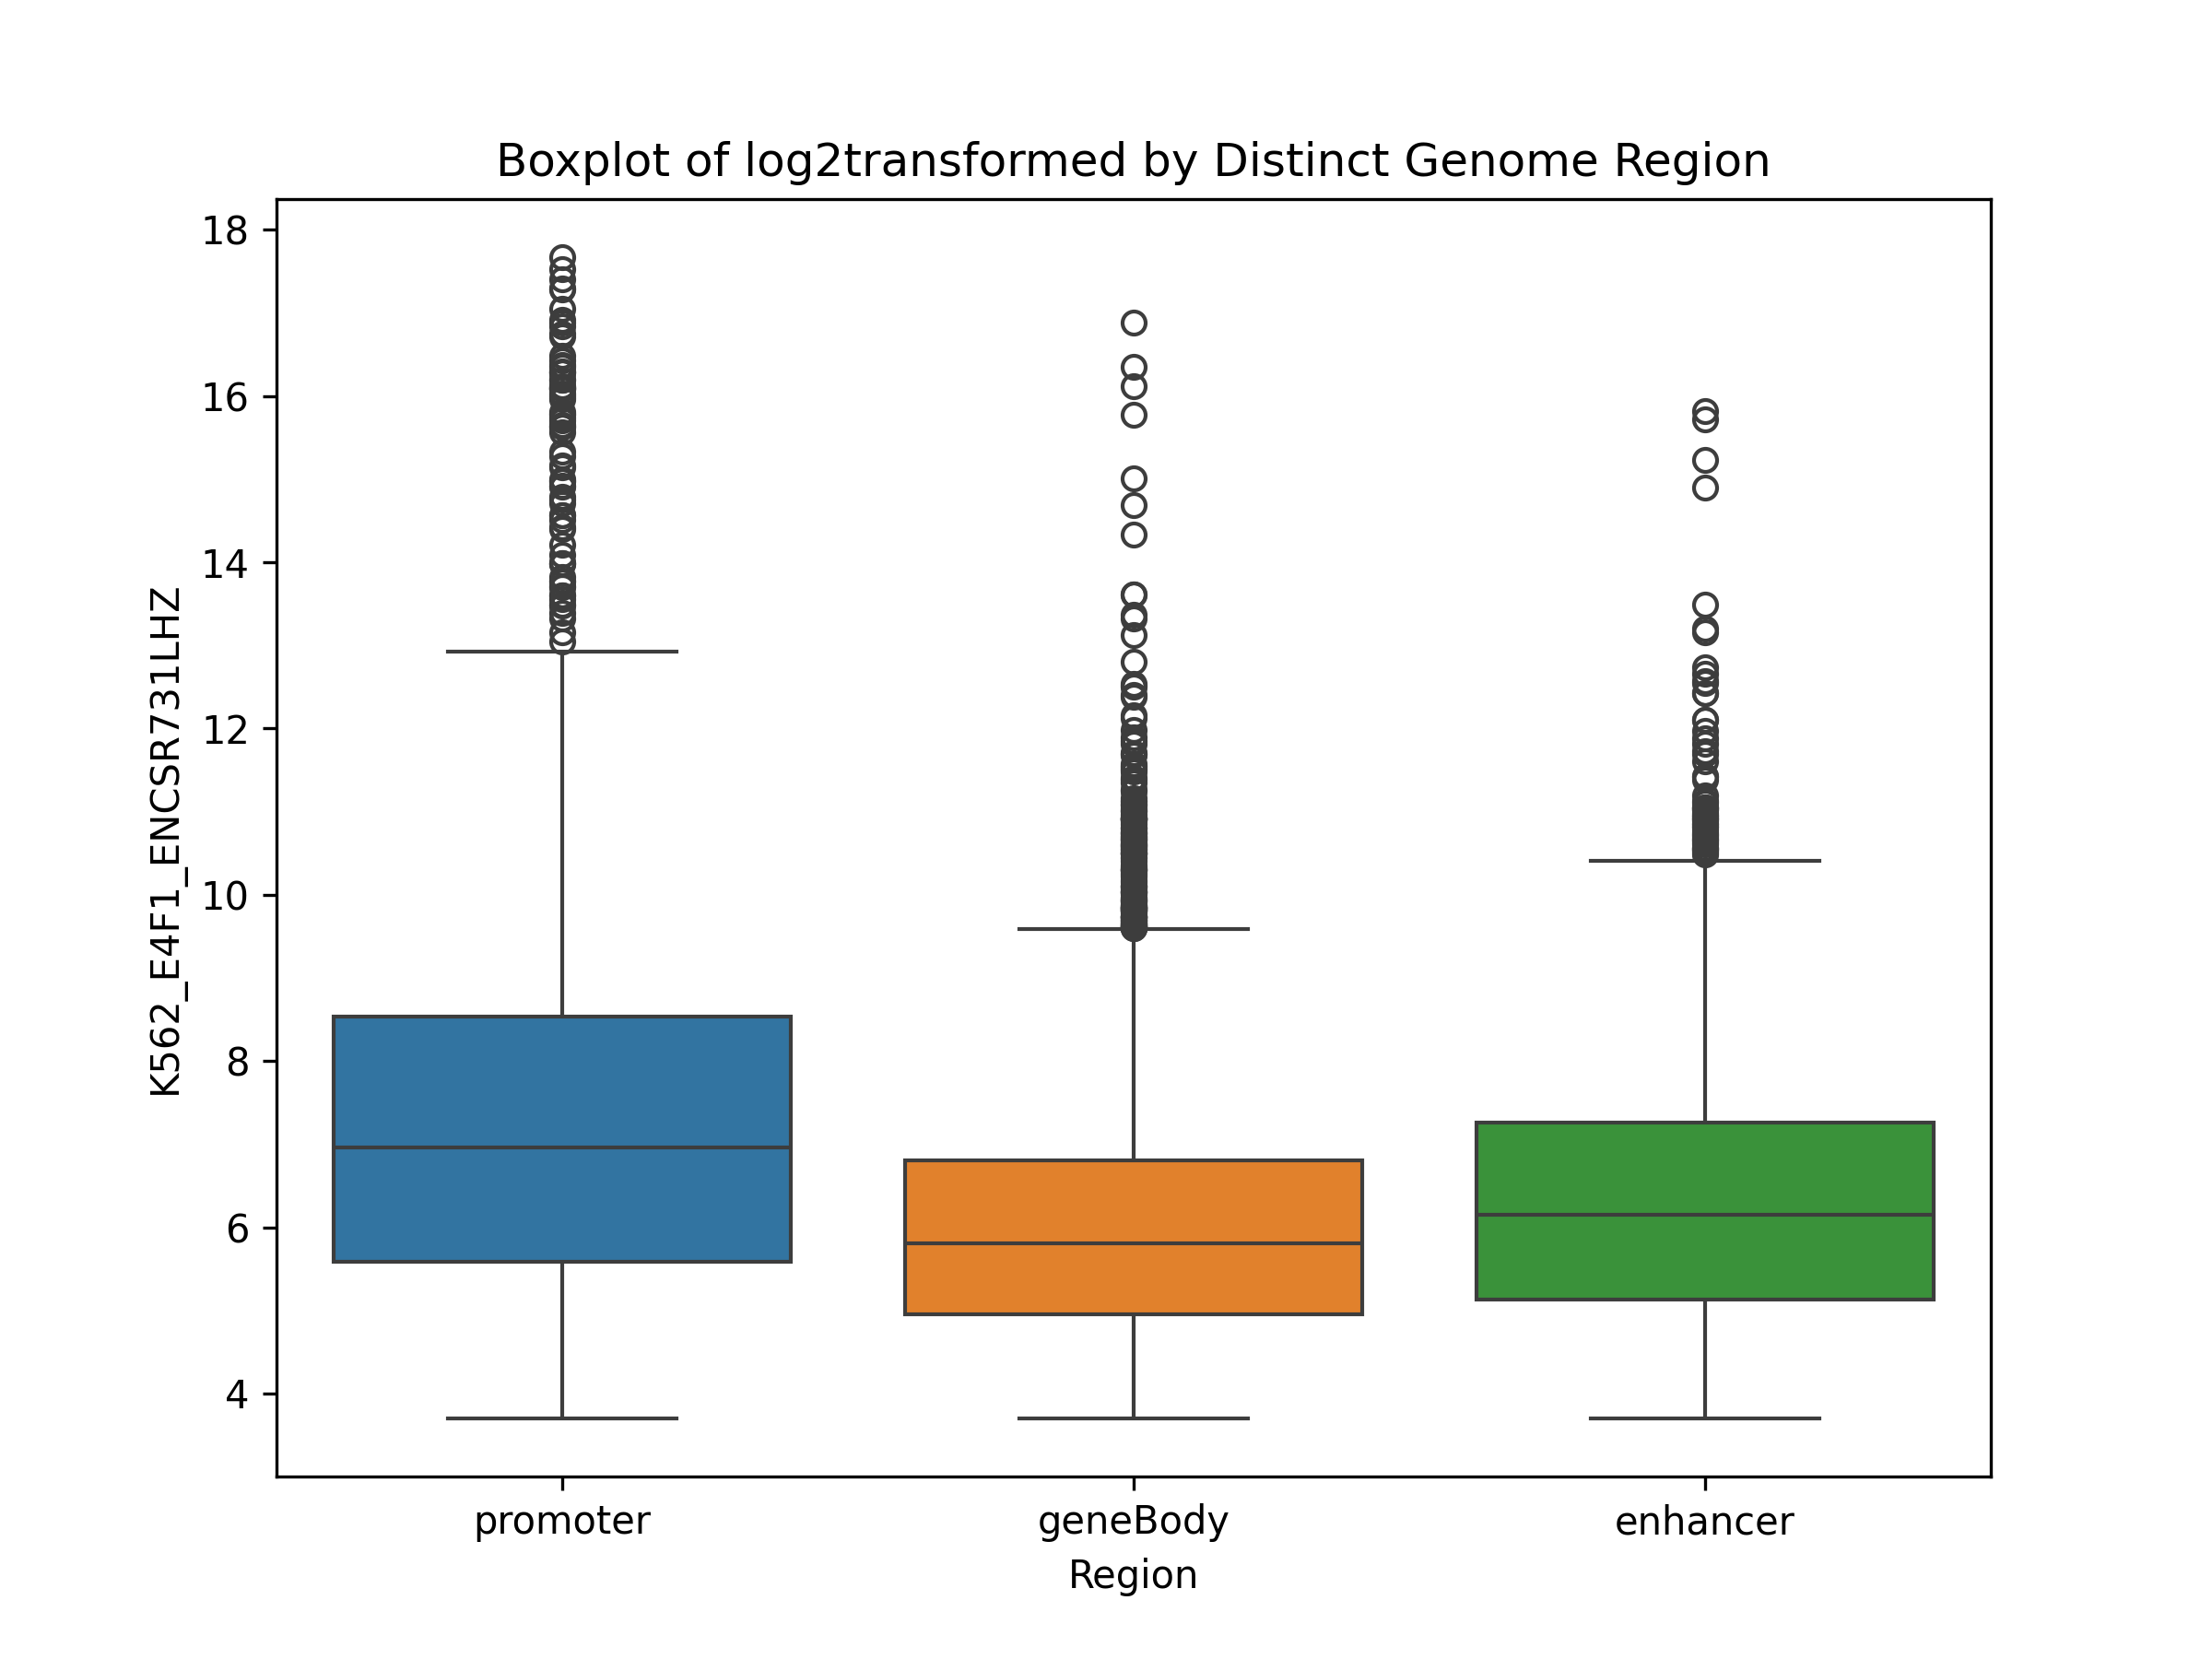 Boxplot of log2transformed by Distinct Genome Region
K562_E4F1_ENCSR731LHZ
18
16
14
12
10
8
6
4
promoter geneBody enhancer
Region